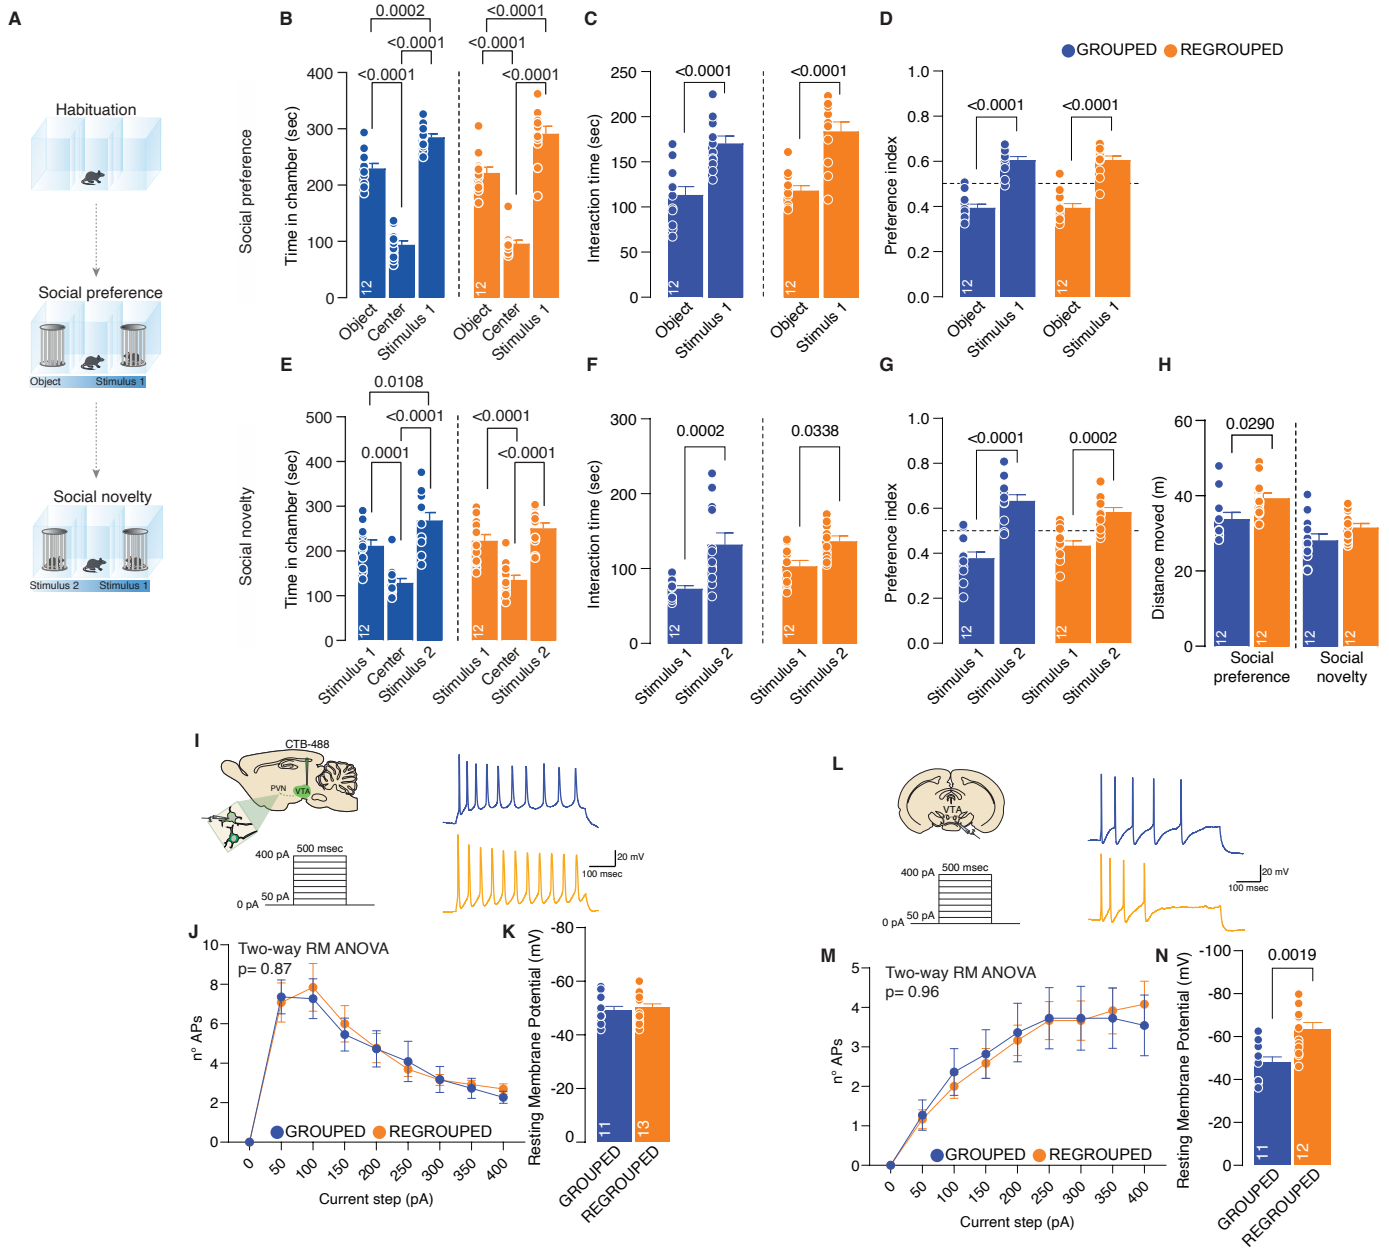 A
Habituation
Social preference
Object
Stimulus 1
Social novelty
Stimulus 2
Stimulus 1
Social preference
B
0.0002
<0.0001
<0.0001
<0.0001
<0.0001
<0.0001
Time in chamber (sec)
400
300
200
100
0
12
12
Object
Center
Stimulus 1
Object
Center
Stimulus 1
C
<0.0001
<0.0001
Interaction time (sec)
250
200
150
100
50
0
12
12
Object
Stimulus 1
Object
Stimuls 1
D
GROUPED
REGROUPED
<0.0001
<0.0001
Preference index
1.0
0.8
0.6
0.4
0.2
0.0
12
12
Object
Stimulus 1
Object
Stimulus 1
Social novelty
E
0.0108
<0.0001
0.0001
<0.0001
<0.0001
Time in chamber (sec)
500
400
300
200
100
0
12
12
Stimulus 1
Center
Stimulus 2
Stimulus 1
Center
Stimulus 2
F
0.0002
0.0338
Interaction time (sec)
300
200
100
0
12
12
Stimulus 1
Stimulus 2
Stimulus 1
Stimulus 2
G
<0.0001
0.0002
Preference index
1.0
0.8
0.6
0.4
0.2
0.0
12
12
Stimulus 1
Stimulus 2
Stimulus 1
Stimulus 2
H
0.0290
Distance moved (m)
60
40
20
0
12
12
12
12
Social
preference
Social
novelty
I
CTB-488
PVN
VTA
400 pA
500 msec
50 pA
0 pA
20 mV
100 msec
J
Two-way RM ANOVA
p= 0.87
n° APs
10
8
6
4
2
0
GROUPED
REGROUPED
0
50
100
150
200
250
300
350
400
Current step (pA)
K
Resting Membrane Potential (mV)
-80
-60
-40
-20
0
11
13
GROUPED
REGROUPED
L
VTA
400 pA
500 msec
50 pA
0 pA
20 mV
100 msec
M
Two-way RM ANOVA
p= 0.96
n° APs
5
4
3
2
1
0
GROUPED
REGROUPED
0
50
100
150
200
250
300
350
400
Current step (pA)
N
0.0019
Resting Membrane Potential (mV)
-100
-80
-60
-40
-20
0
11
12
GROUPED
REGROUPED